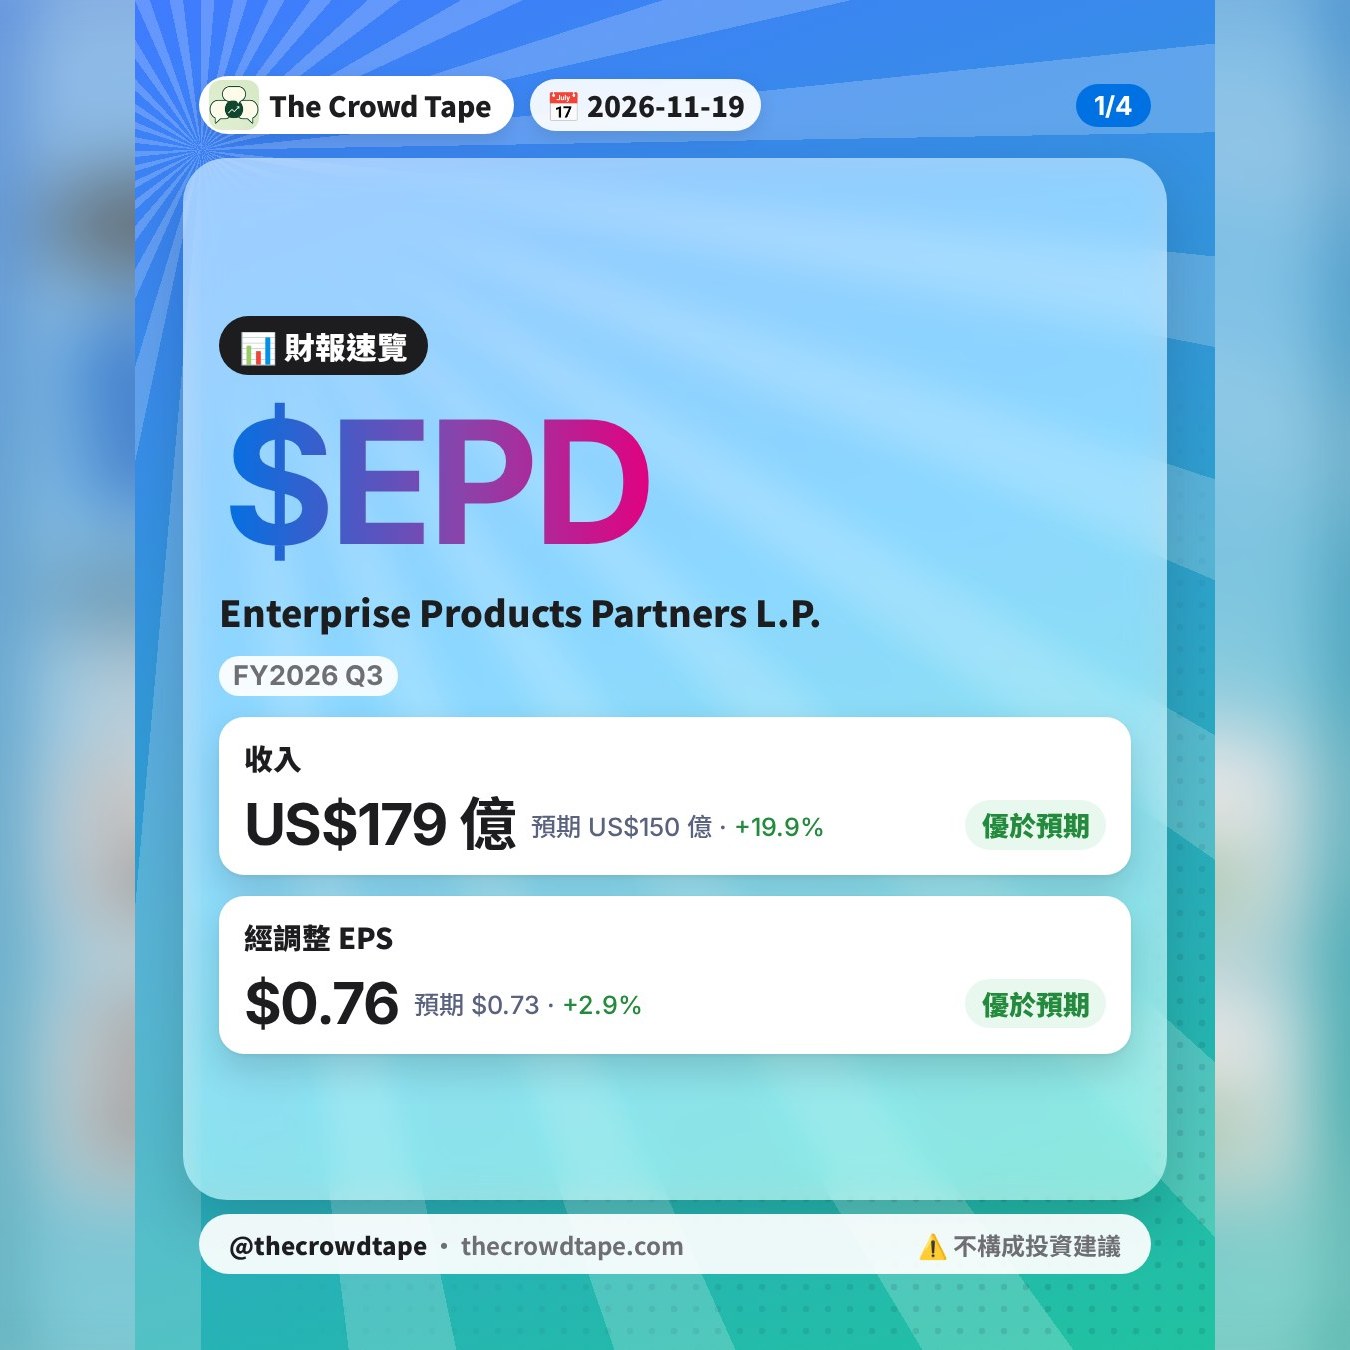 The Crowd Tape
📅 2026-11-19
1/4
📊 財報速覽
$EPD
Enterprise Products Partners L.P.
FY2026 Q3
收入
US$179 億 預期 US$150 億 · +19.9% 優於預期
經調整 EPS
$0.76 預期 $0.73 · +2.9% 優於預期
@thecrowdtape • thecrowdtape.com
⚠️ 不構成投資建議